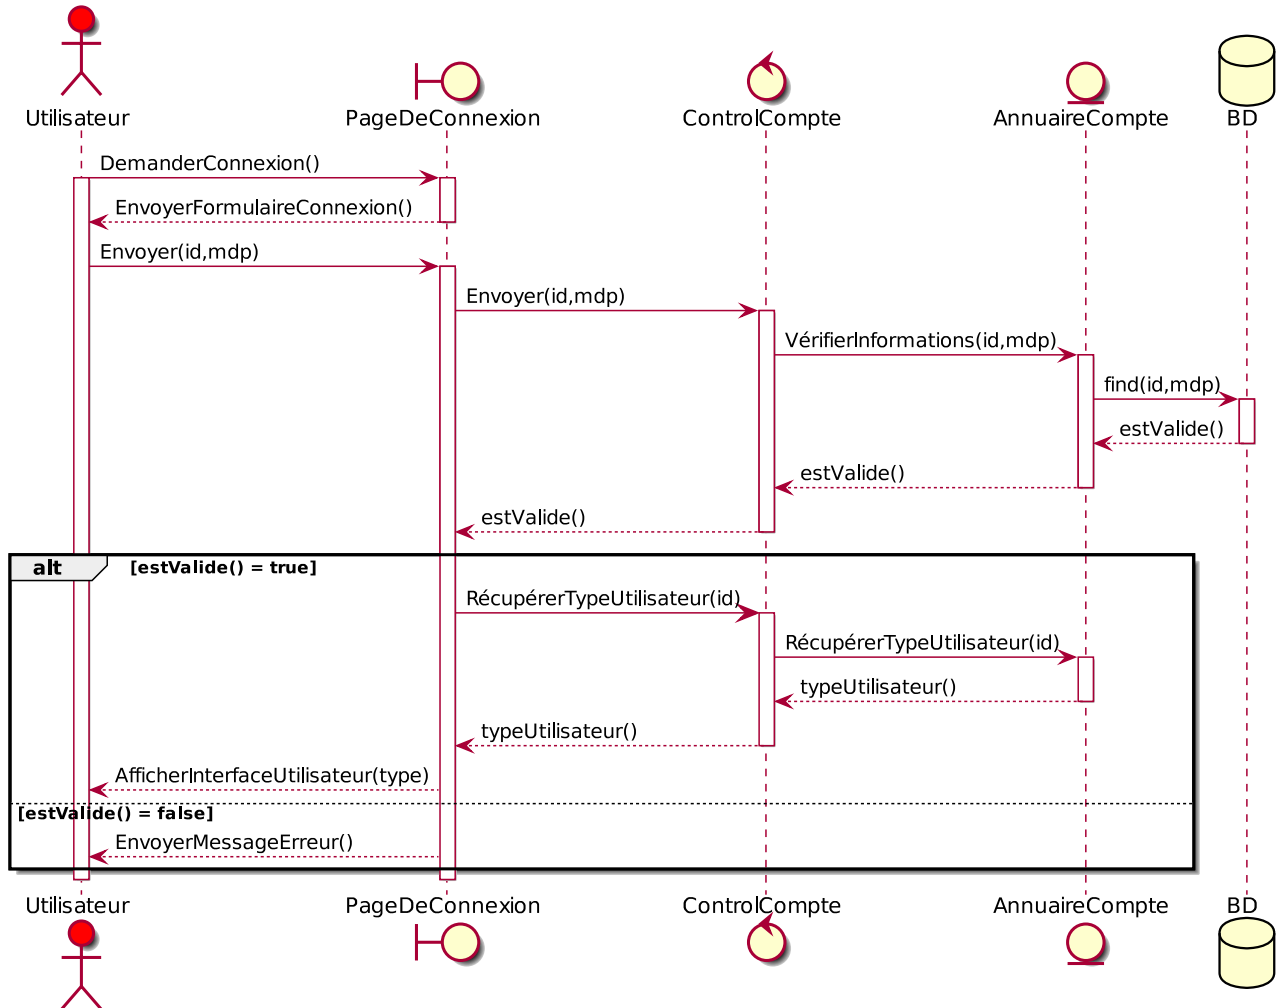 Utilisateur
PageDeConnexion
ControlCompte
AnnuaireCompte
BD
DemanderConnexion()
EnvoyerFormulaireConnexion()
Envoyer(id,mdp)
Envoyer(id,mdp)
VérifierInformations(id,mdp)
find(id,mdp)
estValide()
estValide()
estValide()
alt
[estValide() = true]
RécupérerTypeUtilisateur(id)
RécupérerTypeUtilisateur(id)
typeUtilisateur()
typeUtilisateur()
AfficherInterfaceUtilisateur(type)
[estValide() = false]
EnvoyerMessageErreur()
Utilisateur
PageDeConnexion
ControlCompte
AnnuaireCompte
BD